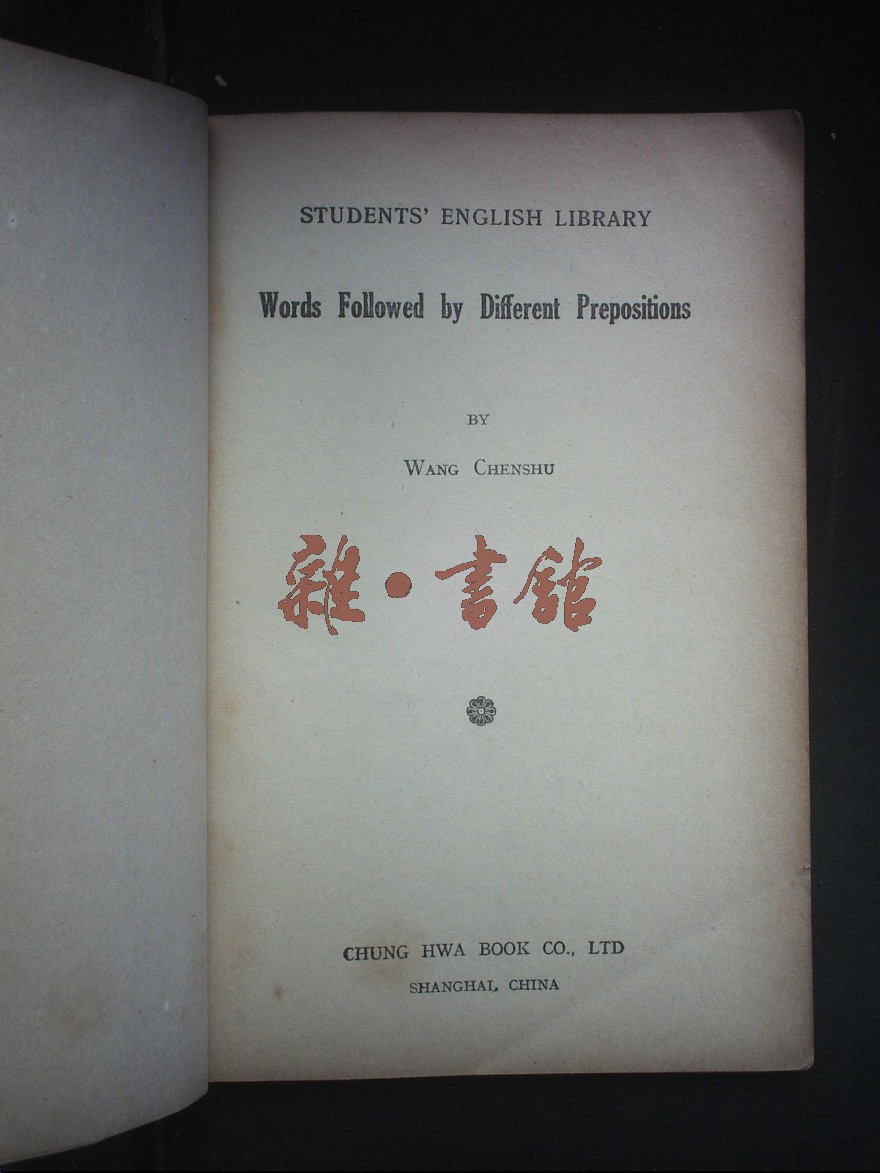 STUDENTS' ENGLISH LIBRARY
Words Followed by Different Prepositions
BY
WANG CHENSHU
雜·書館
CHUNG HWA BOOK CO., LTD
SHANGHAI, CHINA